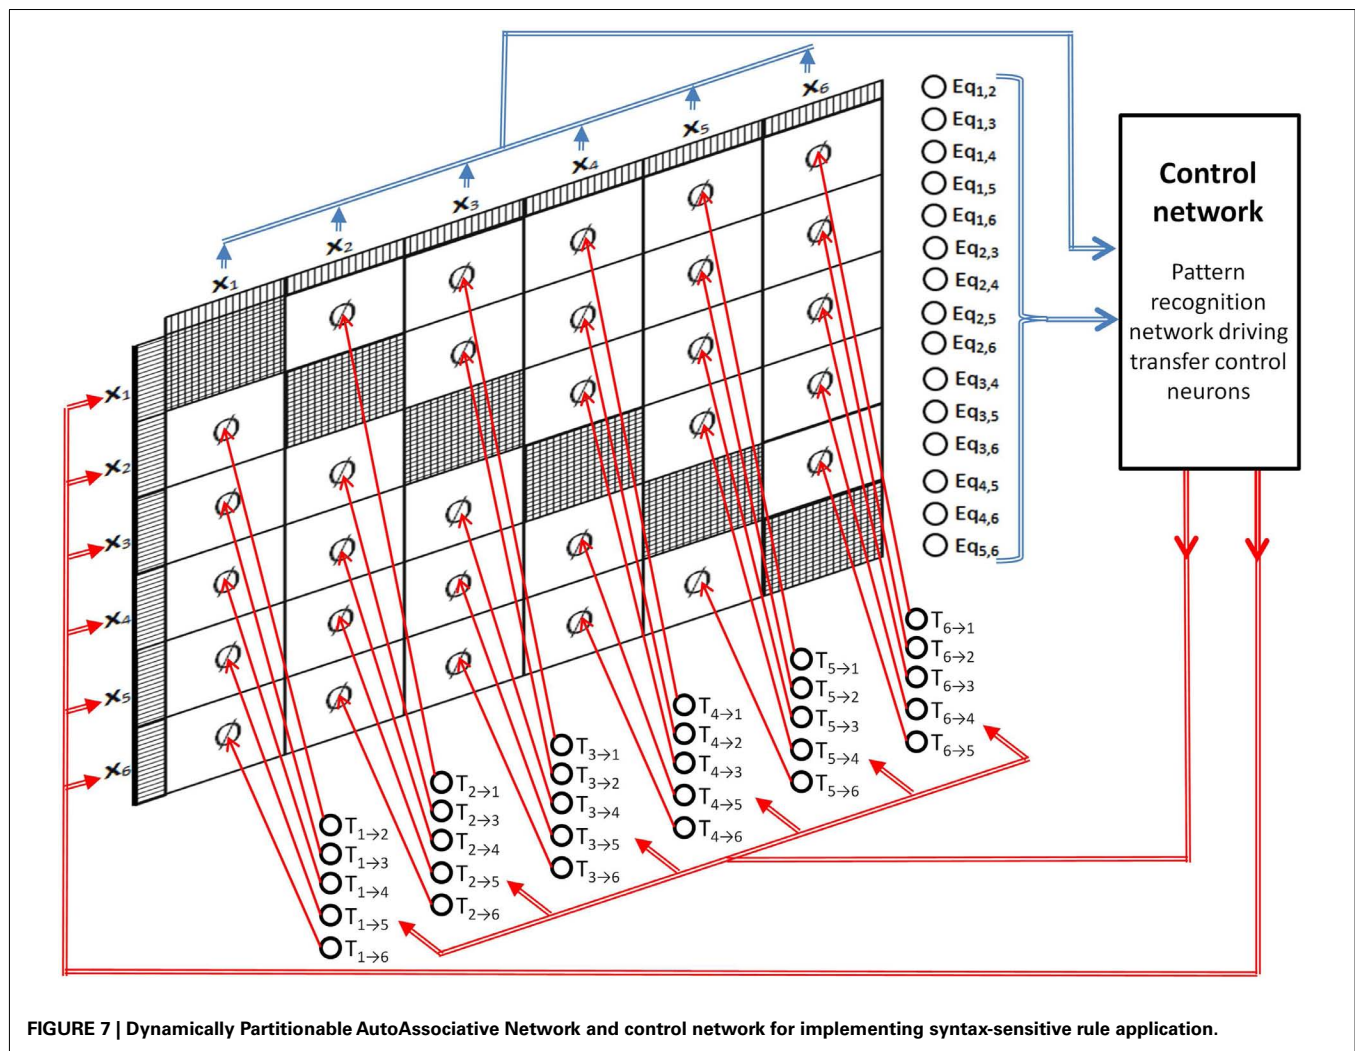 x1
x2
x3
x4
x5
x6
x1
x2
x3
x4
x5
x6
Ø Ø Ø Ø Ø
Ø Ø Ø Ø Ø
Ø Ø Ø Ø Ø
Ø Ø Ø Ø Ø
Ø Ø Ø Ø Ø
Ø Ø Ø Ø Ø
Eq1,2
Eq1,3
Eq1,4
Eq1,5
Eq1,6
Eq2,3
Eq2,4
Eq2,5
Eq2,6
Eq3,4
Eq3,5
Eq3,6
Eq4,5
Eq4,6
Eq5,6
Control
network
Pattern
recognition
network driving
transfer control
neurons
T1→2
T1→3
T1→4
T1→5
T1→6
T2→1
T2→3
T2→4
T2→5
T2→6
T3→1
T3→2
T3→4
T3→5
T3→6
T4→1
T4→2
T4→3
T4→5
T4→6
T5→1
T5→2
T5→3
T5→4
T5→6
T6→1
T6→2
T6→3
T6→4
T6→5
FIGURE 7 | Dynamically Partitionable AutoAssociative Network and control network for implementing syntax-sensitive rule application.